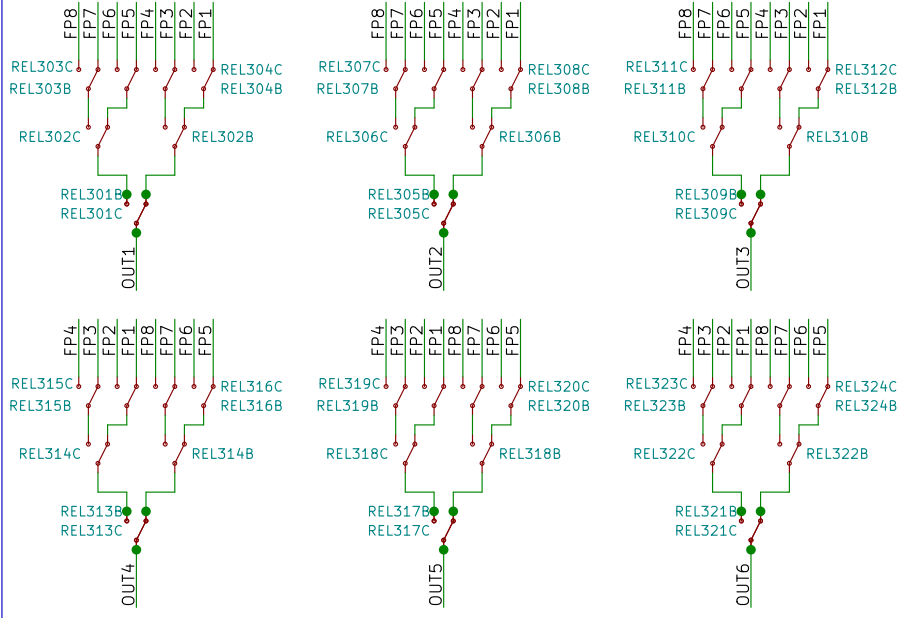 FP8 FP7 FP6 FP5 FP4 FP3 FP2 FP1
REL303C REL304C
REL303B REL304B
REL302C REL302B
REL301B
REL301C
OUT1
FP8 FP7 FP6 FP5 FP4 FP3 FP2 FP1
REL307C REL308C
REL307B REL308B
REL306C REL306B
REL305B
REL305C
OUT2
FP8 FP7 FP6 FP5 FP4 FP3 FP2 FP1
REL311C REL312C
REL311B REL312B
REL310C REL310B
REL309B
REL309C
OUT3
FP4 FP3 FP2 FP1 FP8 FP7 FP6 FP5
REL315C REL316C
REL315B REL316B
REL314C REL314B
REL313B
REL313C
OUT4
FP4 FP3 FP2 FP1 FP8 FP7 FP6 FP5
REL319C REL320C
REL319B REL320B
REL318C REL318B
REL317B
REL317C
OUT5
FP4 FP3 FP2 FP1 FP8 FP7 FP6 FP5
REL323C REL324C
REL323B REL324B
REL322C REL322B
REL321B
REL321C
OUT6